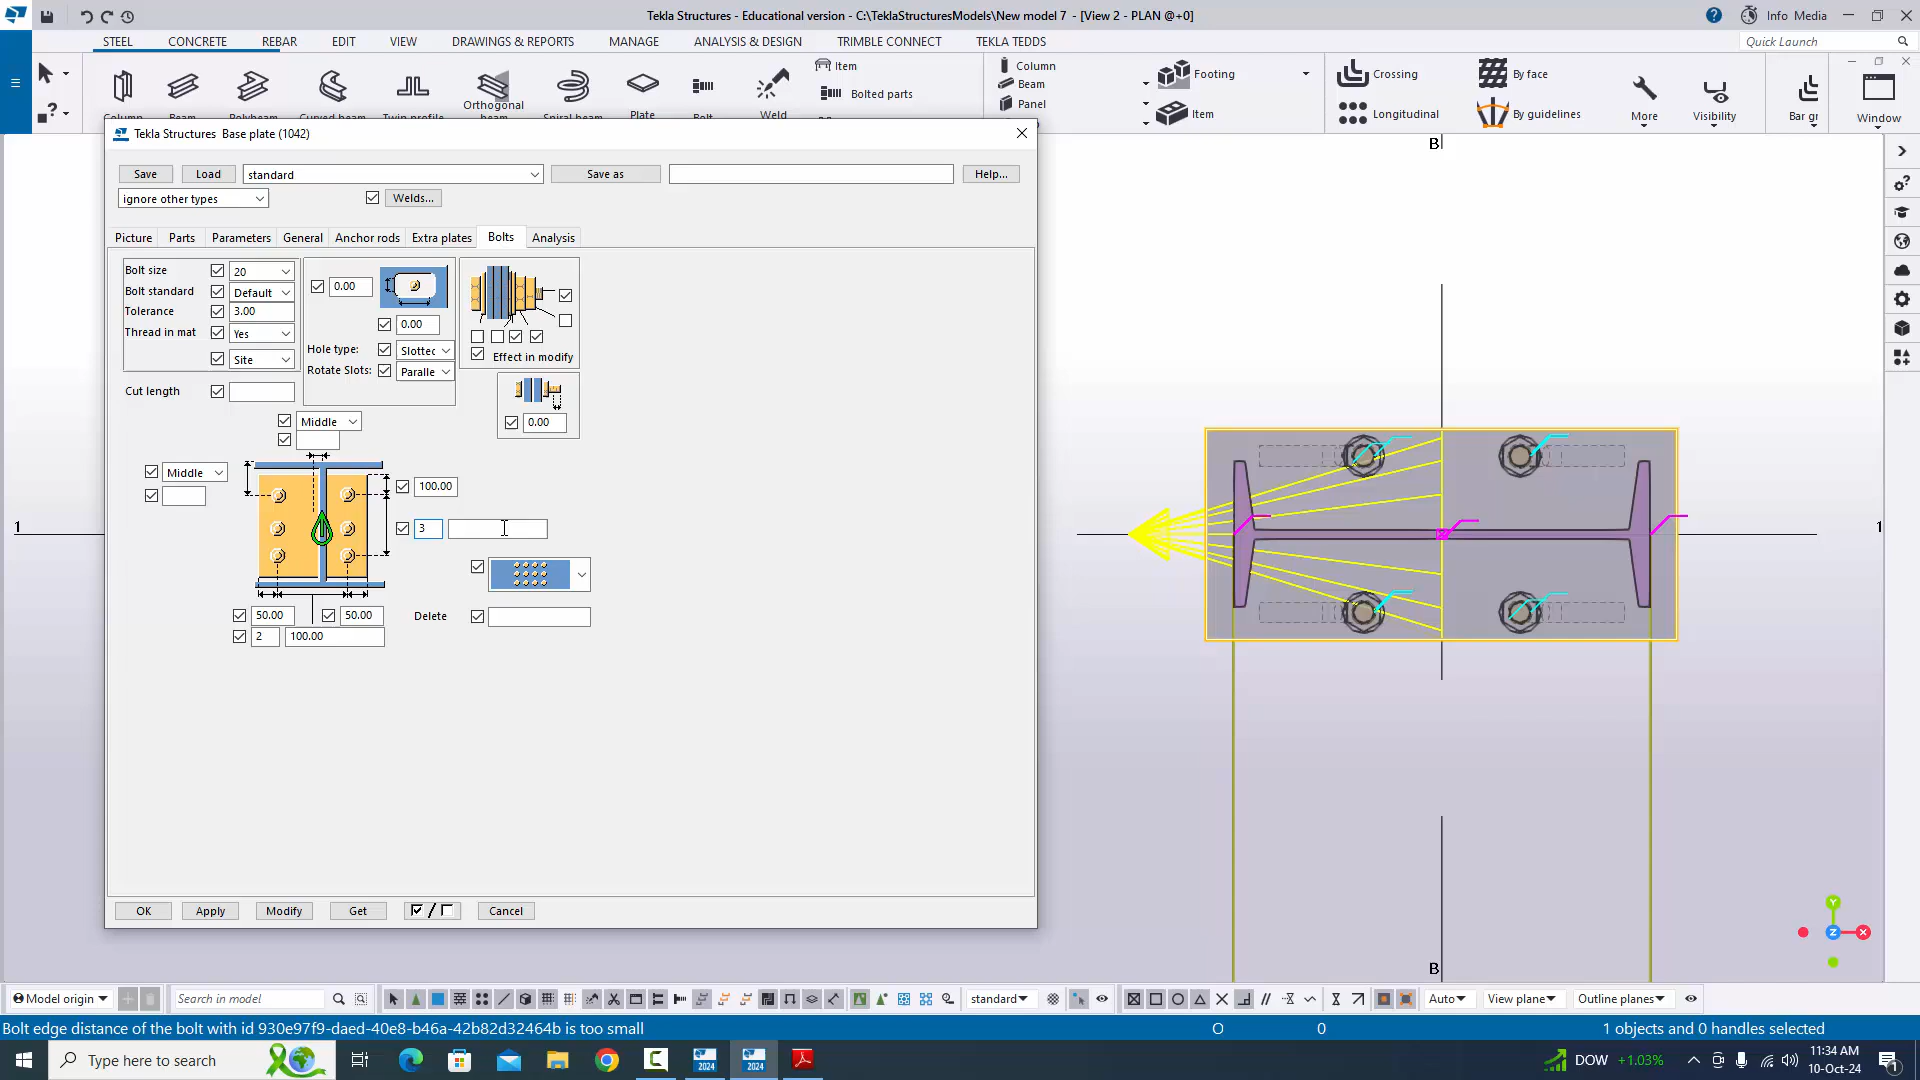 Tekla Structures - Educational version - C:\TeklaStructuresModels\New model 7 - [View 2 - PLAN @+0]
Info Media
STEEL CONCRETE REBAR EDIT VIEW DRAWINGS & REPORTS MANAGE ANALYSIS & DESIGN TRIMBLE CONNECT TEKLA TEDDS
Quick Launch
Item
Bolted parts
Orthogonal
Plate
Weld
Column
Beam
Panel
Footing
Item
Crossing
Longitudinal
By face
By guidelines
More
Visibility
Bar gr
Window
Tekla Structures Base plate (1042)
Save Load standard Save as Help...
ignore other types Welds...
Picture Parts Parameters General Anchor rods Extra plates Bolts Analysis
Bolt size 20
Bolt standard Default
Tolerance 3.00
Thread in mat Yes
Site
Cut length
0.00
0.00
Hole type: Slottec
Rotate Slots: Paralle
Effect in modify
0.00
Middle
Middle
100.00
3
50.00 50.00
2 100.00
Delete
OK Apply Modify Get / Cancel
B
1
1
B
Y
Z X
Model origin Search in model standard Auto View plane Outline planes
Bolt edge distance of the bolt with id 930e97f9-daed-40e8-b46a-42b82d32464b is too small O 0 1 objects and 0 handles selected
Type here to search
2024
2024
DOW +1.03%
11:34 AM
10-Oct-24
1